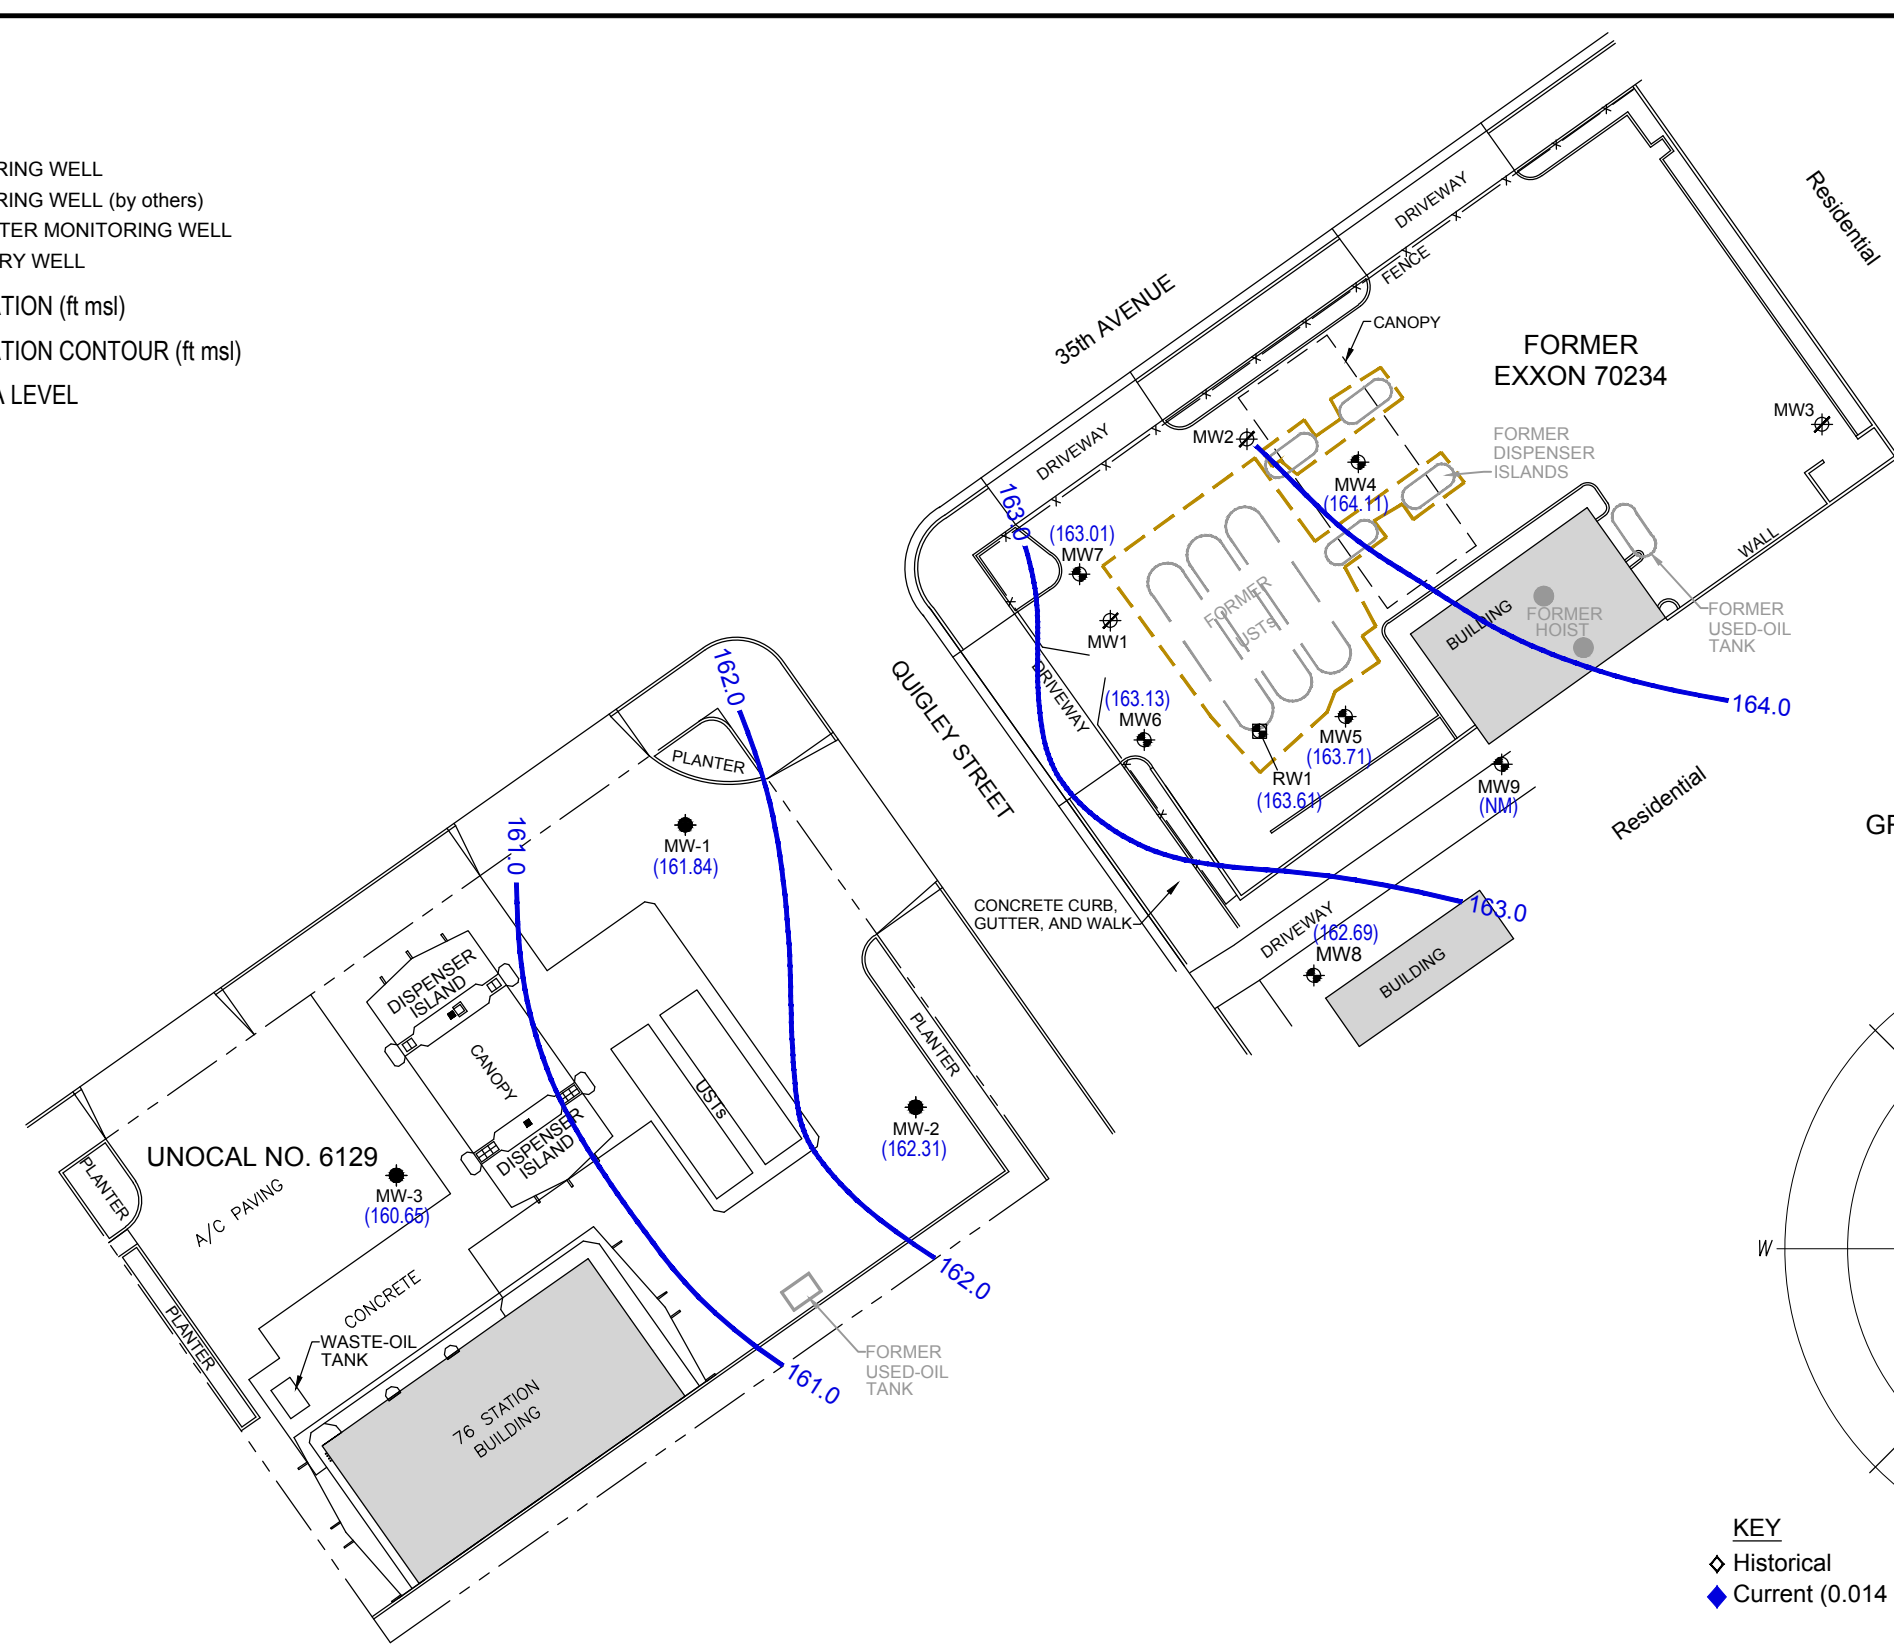 RING WELL
RING WELL (by others)
TER MONITORING WELL
RY WELL
TION (ft msl)
TION CONTOUR (ft msl)
A LEVEL
Residential
DRIVEWAY
FENCE
35th AVENUE
CANOPY
FORMER
EXXON 70234
MW3
MW2
DRIVEWAY
FORMER
DISPENSER
ISLANDS
MW4
(164.11)
163.0
(163.01)
MW7
WALL
FORMER
USTs
BUILDING
FORMER
HOIST
FORMER
USED-OIL
TANK
MW1
DRIVEWAY
162.0
QUIGLEY STREET
(163.13)
MW6
164.0
MW5
(163.71)
RW1
(163.61)
MW9
(NM)
Residential
PLANTER
GR
161.0
MW-1
(161.84)
CONCRETE CURB,
GUTTER, AND WALK
163.0
DRIVEWAY
(162.69)
MW8
BUILDING
DISPENSER
ISLAND
CANOPY
PLANTER
USTs
DISPENSER
ISLAND
MW-2
(162.31)
UNOCAL NO. 6129
PLANTER
A/C PAVING
MW-3
(160.65)
W
162.0
CONCRETE
PLANTER
WASTE-OIL
TANK
FORMER
USED-OIL
TANK
161.0
76 STATION
BUILDING
KEY
Historical
Current (0.014